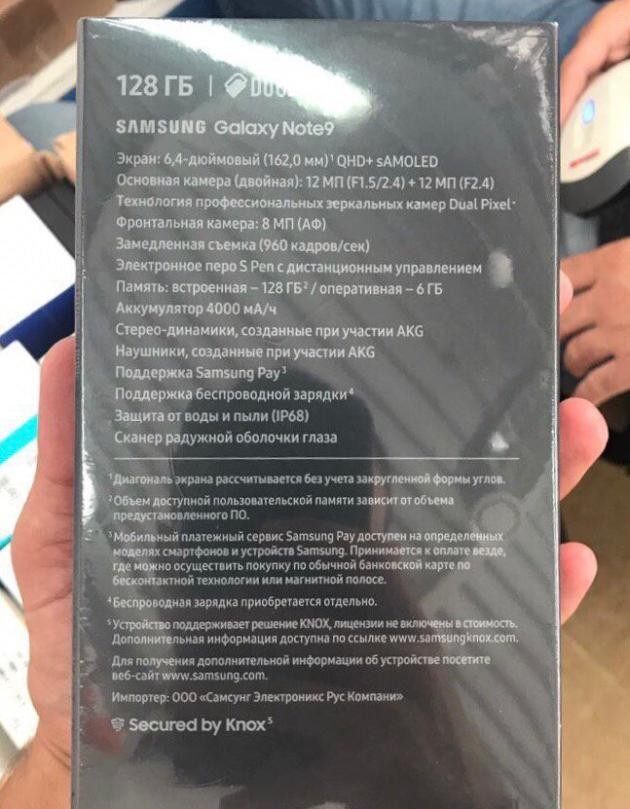 128 ГБ |
SAMSUNG Galaxy Note9
Экран: 6,4-дюймовый (162,0 мм)¹ QHD+ sAMOLED
Основная камера (двойная): 12 МП (F1.5/2.4) + 12 МП (F2.4)
Технология профессиональных зеркальных камер Dual Pixel
Фронтальная камера: 8 МП (АФ)
Замедленная съемка (960 кадров/сек)
Электронное перо S Pen с дистанционным управлением
Память: встроенная – 128 ГБ² / оперативная – 6 ГБ
Аккумулятор 4000 мА/ч
Стерео-динамики, созданные при участии AKG
Наушники, созданные при участии AKG
Поддержка Samsung Pay³
Поддержка беспроводной зарядки⁴
Защита от воды и пыли (IP68)
Сканер радужной оболочки глаза
¹Диагональ экрана рассчитывается без учета закругленной формы углов.
²Объем доступной пользовательской памяти зависит от объема
предустановленного ПО.
³Мобильный платежный сервис Samsung Pay доступен на определенных
моделях смартфонов и устройств Samsung. Принимается к оплате везде,
где можно осуществить покупку по обычной банковской карте по
бесконтактной технологии или магнитной полосе.
⁴Беспроводная зарядка приобретается отдельно.
⁵Устройство поддерживает решение KNOX, лицензии не включены в стоимость.
Дополнительная информация доступна по ссылке www.samsungknox.com.
Для получения дополнительной информации об устройстве посетите
веб-сайт www.samsung.com.
Импортер: ООО «Самсунг Электроникс Рус Компани»
Secured by Knox⁵